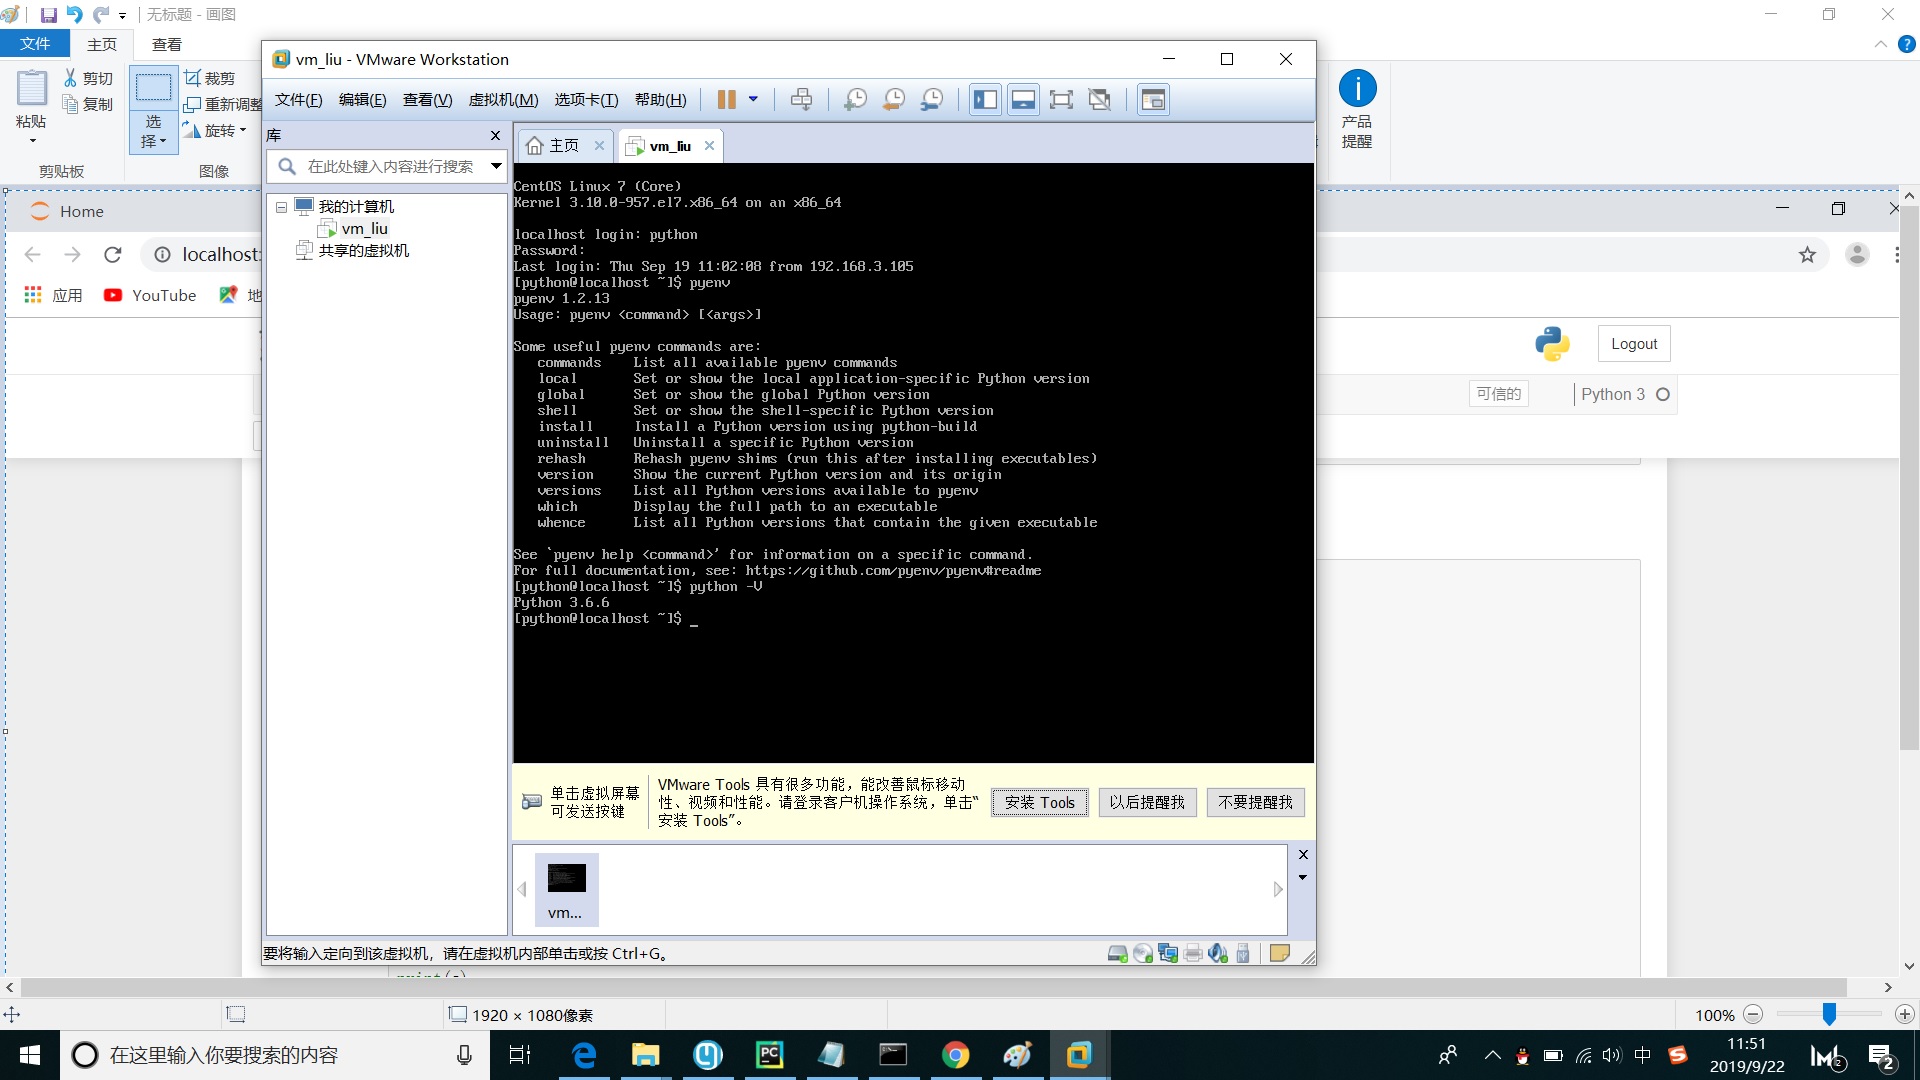 无标题 - 画图
文件
主页
查看
粘贴
剪切
复制
剪贴板
选
择
裁剪
重新调整
旋转
图像
产品
提醒
vm_liu - VMware Workstation
文件(F)
编辑(E)
查看(V)
虚拟机(M)
选项卡(T)
帮助(H)
库
在此处键入内容进行搜索
我的计算机
vm_liu
共享的虚拟机
主页
vm_liu
CentOS Linux 7 (Core)
Kernel 3.10.0-957.el7.x86_64 on an x86_64
localhost login: python
Password:
Last login: Thu Sep 19 11:02:08 from 192.168.3.105
[python@localhost ~]$ pyenv
pyenv 1.2.13
Usage: pyenv <command> [<args>]
Some useful pyenv commands are:
commands List all available pyenv commands
local Set or show the local application-specific Python version
global Set or show the global Python version
shell Set or show the shell-specific Python version
install Install a Python version using python-build
uninstall Uninstall a specific Python version
rehash Rehash pyenv shims (run this after installing executables)
version Show the current Python version and its origin
versions List all Python versions available to pyenv
which Display the full path to an executable
whence List all Python versions that contain the given executable
See `pyenv help <command>' for information on a specific command.
For full documentation, see: https://github.com/pyenv/pyenv#readme
[python@localhost ~]$ python -V
Python 3.6.6
[python@localhost ~]$ _
单击虚拟屏幕
可发送按键
VMware Tools 具有很多功能，能改善鼠标移动
性、视频和性能。请登录客户机操作系统，单击“
安装 Tools”。
安装 Tools
以后提醒我
不要提醒我
vm...
要将输入定向到该虚拟机，请在虚拟机内部单击或按 Ctrl+G。
Home
localhost:
应用
YouTube
地
Logout
可信的
Python 3
1920 × 1080像素
100%
在这里输入你要搜索的内容
PC
中
11:51
2019/9/22
2
2